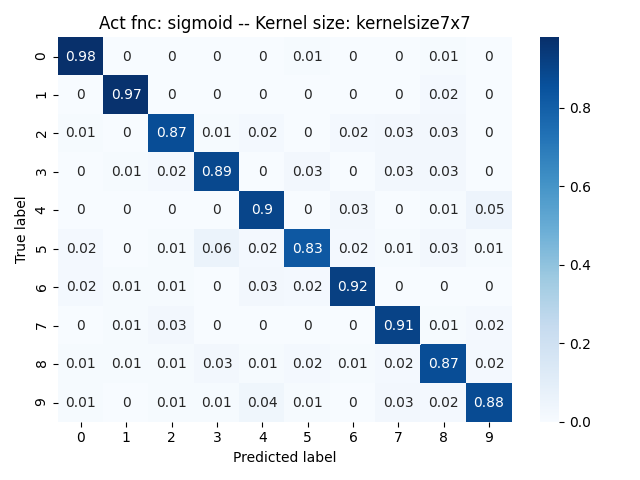 Act fnc: sigmoid -- Kernel size: kernelsize7x7
0 0.98 0 0 0 0 0.01 0 0 0.01 0
1 0 0.97 0 0 0 0 0 0 0.02 0
2 0.01 0 0.87 0.01 0.02 0 0.02 0.03 0.03 0
3 0 0.01 0.02 0.89 0 0.03 0 0.03 0.03 0
4 0 0 0 0 0.9 0 0.03 0 0.01 0.05
5 0.02 0 0.01 0.06 0.02 0.83 0.02 0.01 0.03 0.01
6 0.02 0.01 0.01 0 0.03 0.02 0.92 0 0 0
7 0 0.01 0.03 0 0 0 0 0.91 0.01 0.02
8 0.01 0.01 0.01 0.03 0.01 0.02 0.01 0.02 0.87 0.02
9 0.01 0 0.01 0.01 0.04 0.01 0 0.03 0.02 0.88
0 1 2 3 4 5 6 7 8 9
Predicted label
True label
0.8
0.6
0.4
0.2
0.0